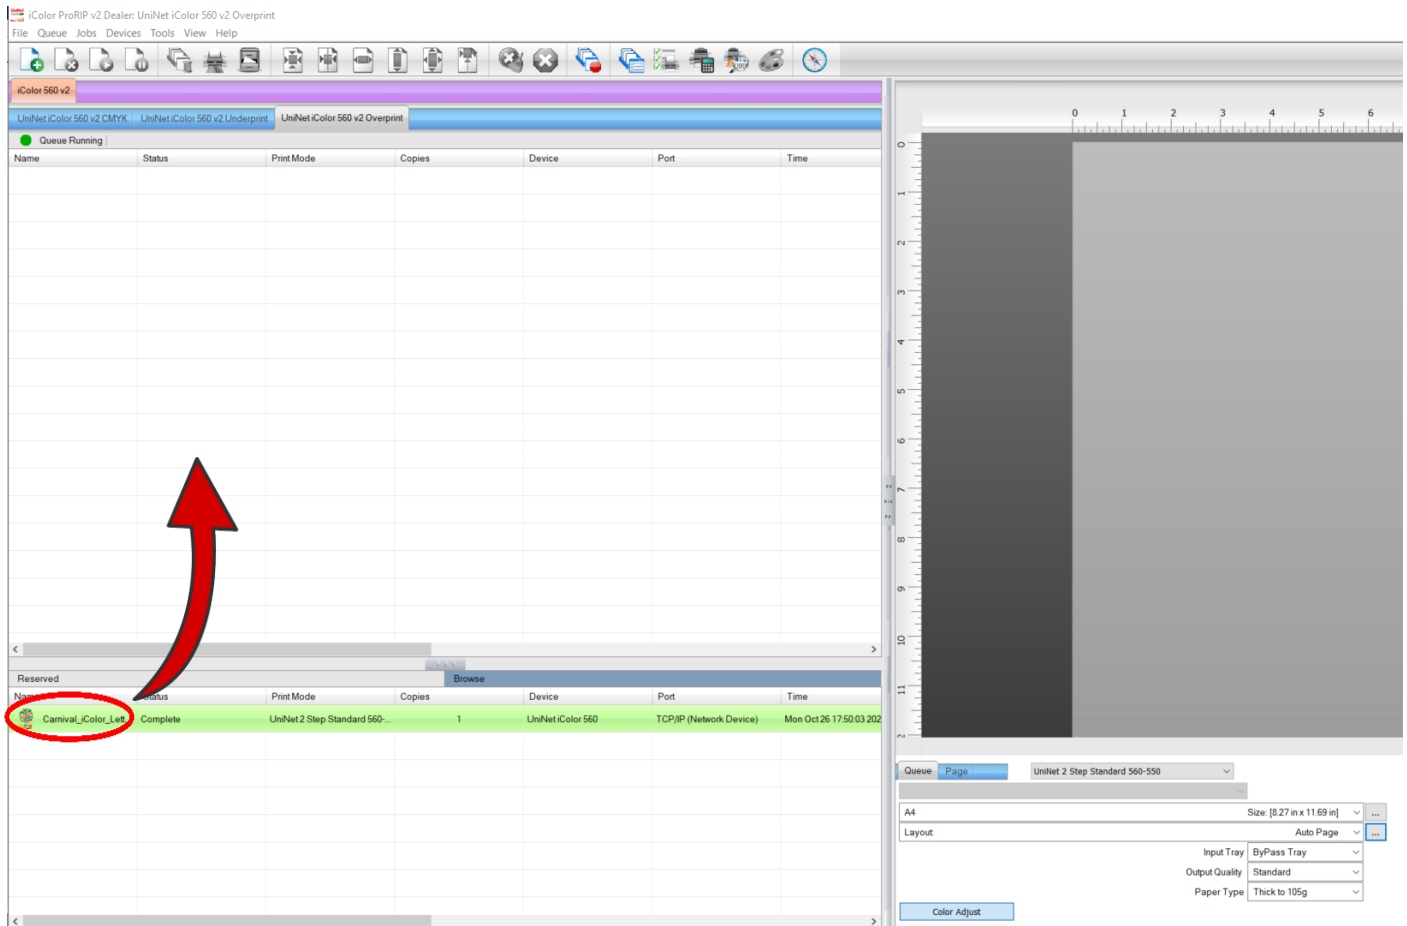 iColor ProRIP v2 Dealer: UniNet iColor 560 v2 Overprint
File Queue Jobs Devices Tools View Help
iColor 560 v2
UniNet iColor 560 v2 CMYK UniNet iColor 560 v2 Underprint UniNet iColor 560 v2 Overprint
Queue Running
Name Status Print Mode Copies Device Port Time
0 1 2 3 4 5 6
0
1
2
3
4
5
6
7
8
9
10
11
Reserved Browse
Status Print Mode Copies Device Port Time
Carnival_iColor_Lett Complete UniNet 2 Step Standard 560-... 1 UniNet iColor 560 TCP/IP (Network Device) Mon Oct 26 17:50:03 202
Queue Page UniNet 2 Step Standard 560-550
A4 Size: [8.27 in x 11.69 in] ...
Layout Auto Page ...
Input Tray ByPass Tray
Output Quality Standard
Paper Type Thick to 105g
Color Adjust